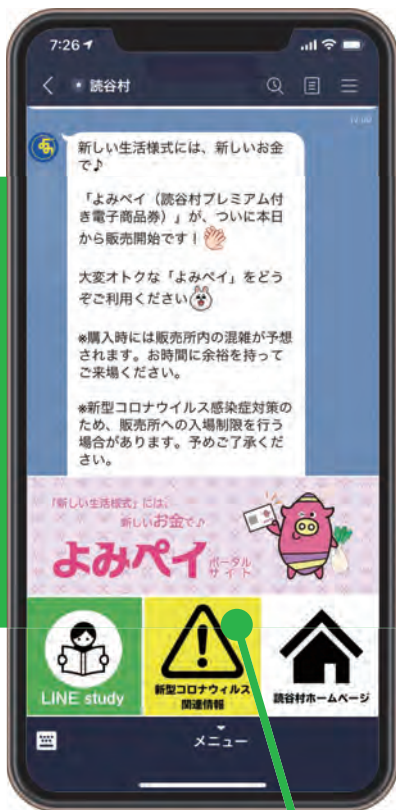 7:26
読谷村
新しい生活様式には、新しいお金
で♪
「よみペイ（読谷村プレミアム付
き電子商品券）」が、ついに本日
から販売開始です！
大変オトクな「よみペイ」をどう
ぞご利用ください
※購入時には販売所内の混雑が予想
されます。お時間に余裕を持って
ご来場ください。
※新型コロナウイルス感染症対策の
ため、販売所への入場制限を行う
場合があります。予めご了承くだ
さい。
「新しい生活様式」には、
新しいお金で♪
よみペイ
ポータル
サイト
LINE study
新型コロナウィルス
関連情報
読谷村ホームページ
メニュー